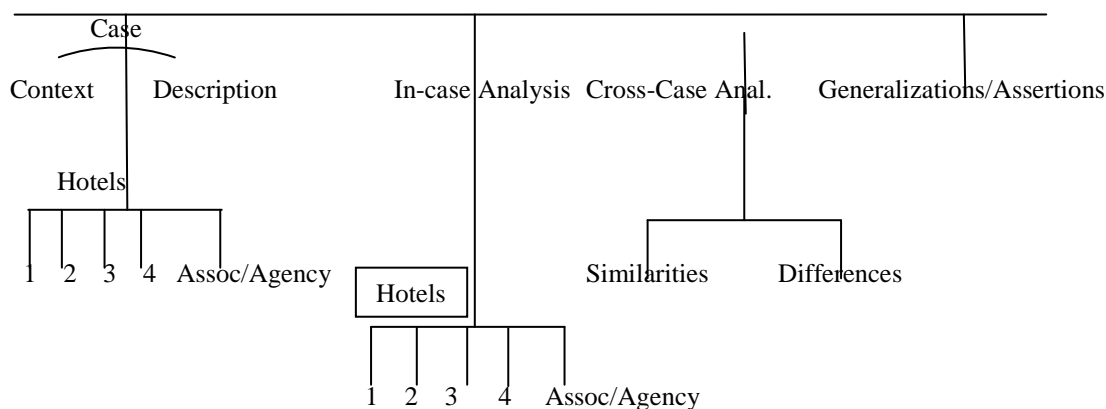 Case
Context Description In-case Analysis Cross-Case Anal. Generalizations/Assertions
Hotels
1 2 3 4 Assoc/Agency Similarities Differences
Hotels
1 2 3 4 Assoc/Agency